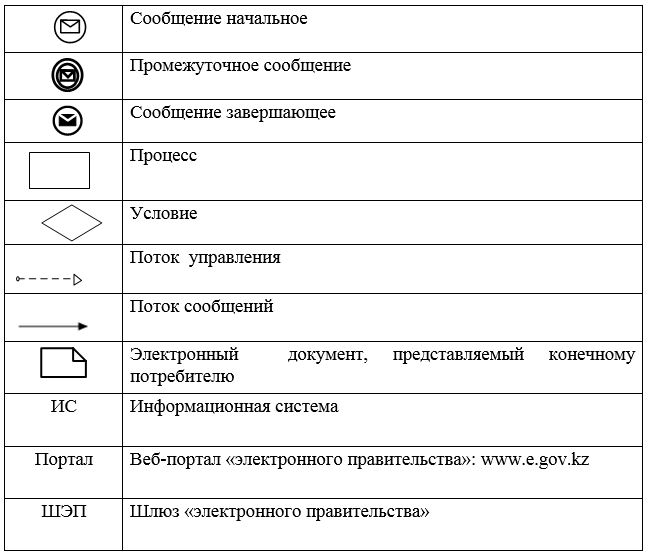 Сообщение начальное
Промежуточное сообщение
Сообщение завершающее
Процесс
Условие
Поток управления
Поток сообщений
Электронный документ, представляемый конечному
потребителю
ИС Информационная система
Портал Веб-портал «электронного правительства»: www.e.gov.kz
ШЭП Шлюз «электронного правительства»